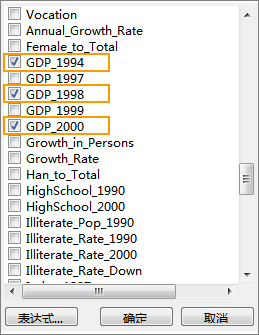 Vocation
Annual_Growth_Rate
Female_to_Total
GDP_1994
GDP_1997
GDP_1998
GDP_1999
GDP_2000
Growth_in_Persons
Growth_Rate
Han_to_Total
HighSchool_1990
HighSchool_2000
Illiterate_Pop_1990
Illiterate_Rate_1990
Illiterate_Rate_2000
Illiterate_Rate_Down
表达式... 确定 取消